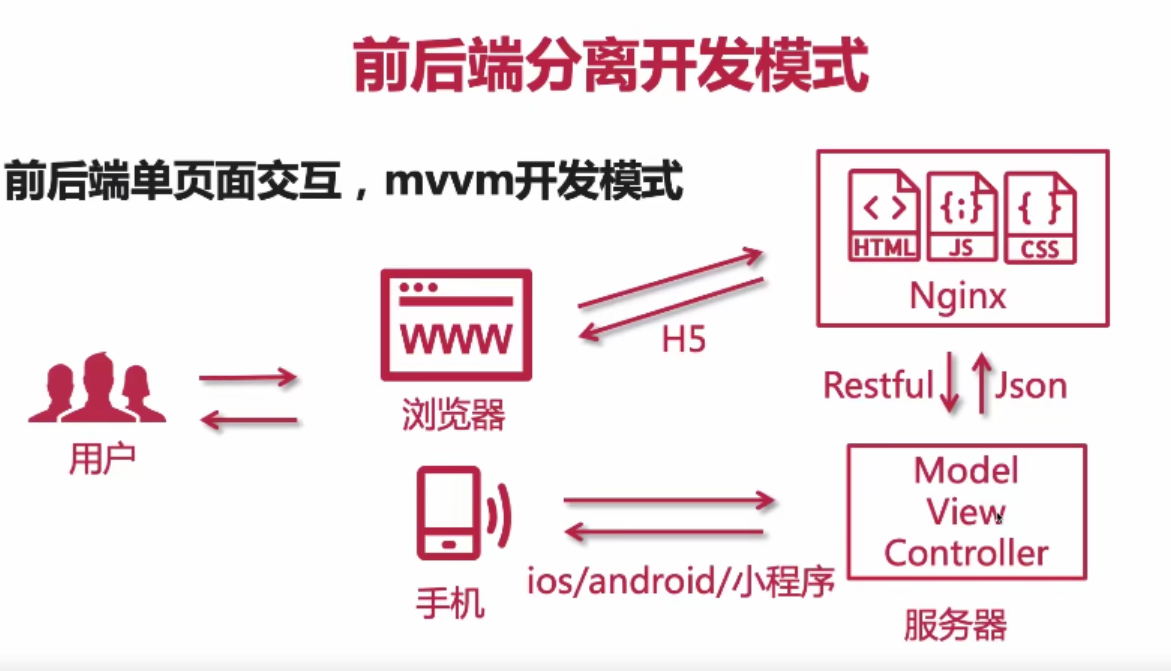 前后端分离开发模式
前后端单页面交互，mvvm开发模式
HTML
JS
CSS
Nginx
WWW
H5
浏览器
用户
Restful
Json
Model
View
Controller
服务器
手机
ios/android/小程序